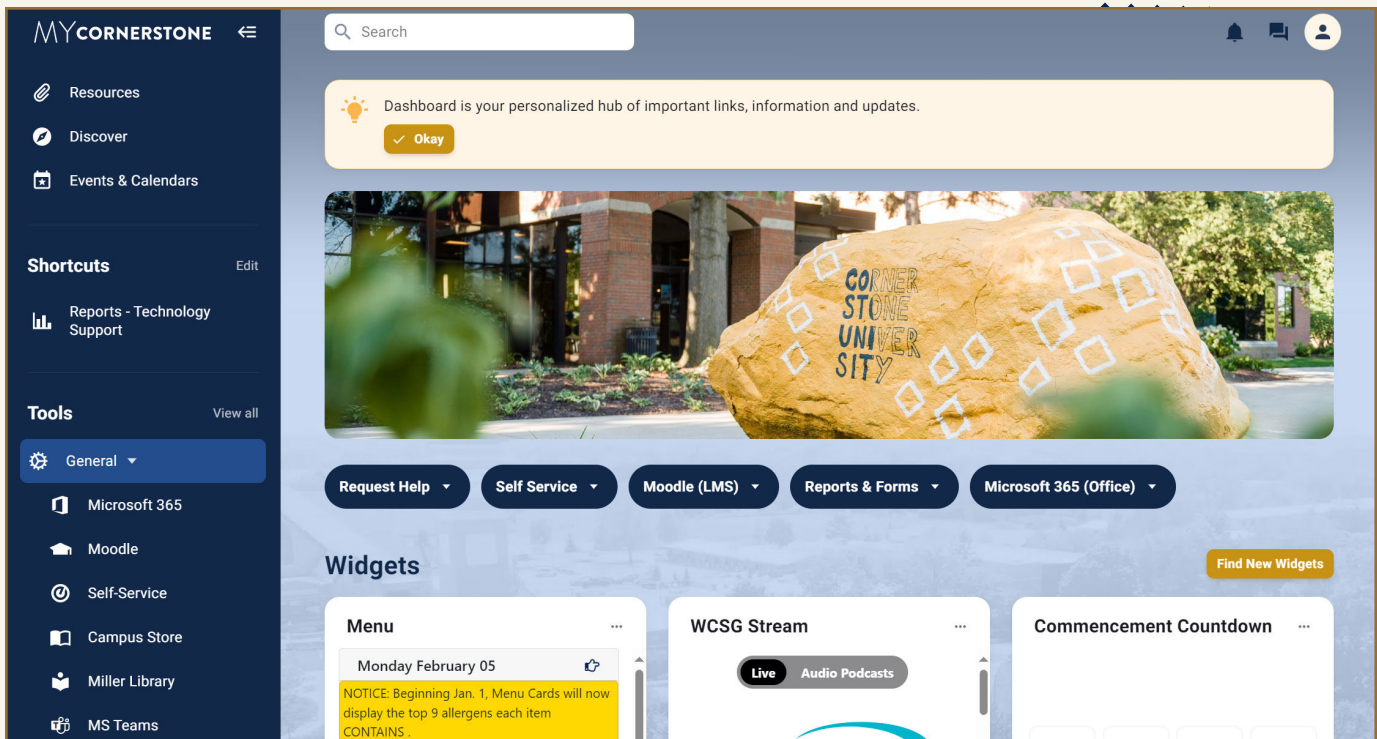 MYCORNERSTONE
Search
Resources
Discover
Events & Calendars
Shortcuts
Edit
Reports - Technology
Support
Tools
View all
General
Microsoft 365
Moodle
Self-Service
Campus Store
Miller Library
MS Teams
Dashboard is your personalized hub of important links, information and updates.
Okay
CORNER
STONE
UNIVER
SITY
Request Help
Self Service
Moodle (LMS)
Reports & Forms
Microsoft 365 (Office)
Widgets
Find New Widgets
Menu
Monday February 05
NOTICE: Beginning Jan. 1, Menu Cards will now
display the top 9 allergens each item
CONTAINS .
WCSG Stream
Live
Audio Podcasts
Commencement Countdown